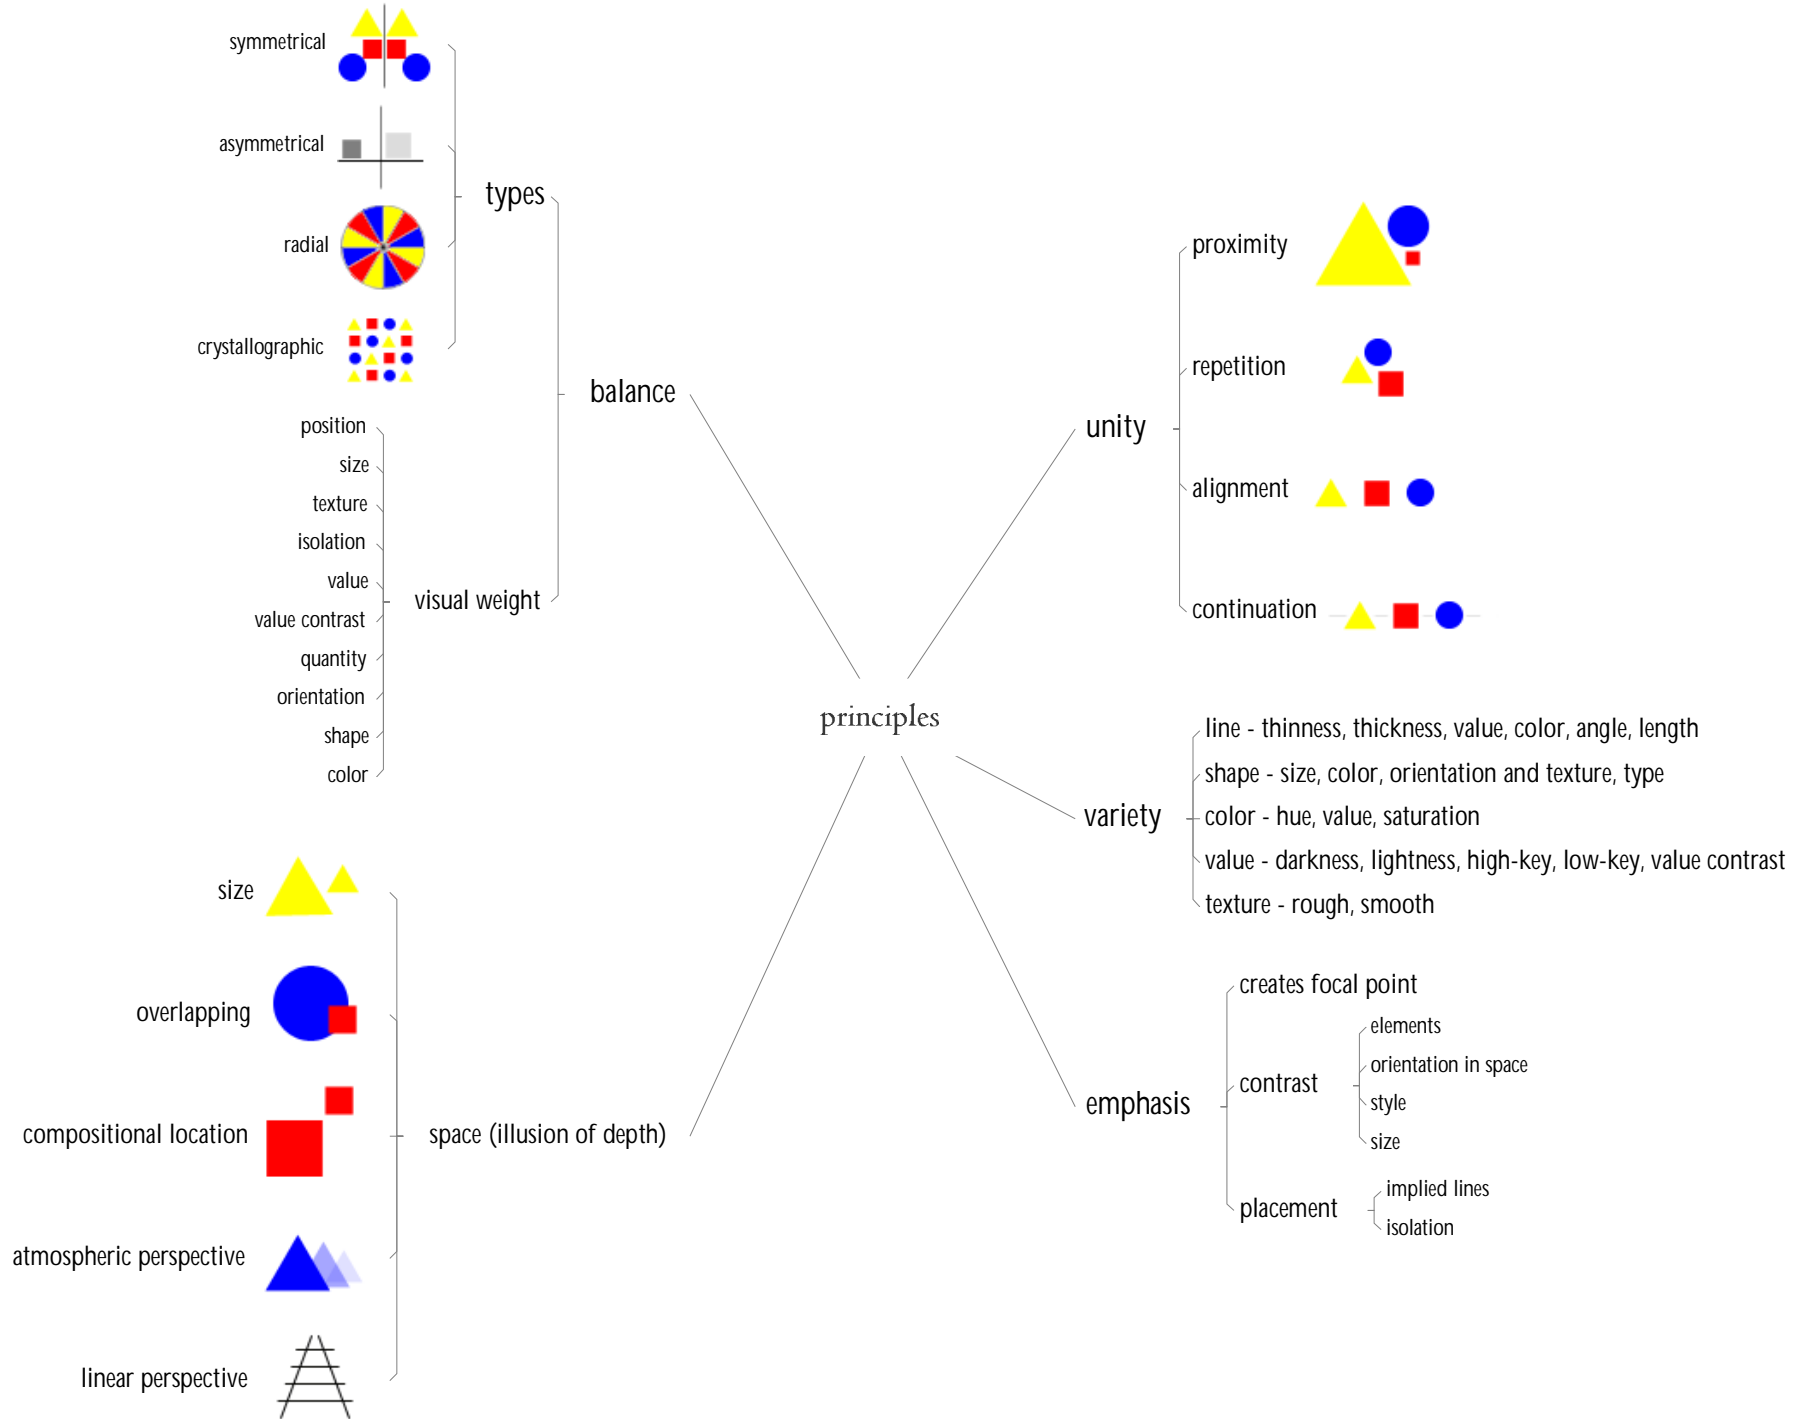 symmetrical
asymmetrical
types
radial
crystallographic
balance
position
size
texture
isolation
value
visual weight
value contrast
quantity
orientation
shape
color
proximity
repetition
unity
alignment
continuation
principles
line - thinness, thickness, value, color, angle, length
shape - size, color, orientation and texture, type
variety
color - hue, value, saturation
value - darkness, lightness, high-key, low-key, value contrast
texture - rough, smooth
size
overlapping
compositional location
space (illusion of depth)
atmospheric perspective
linear perspective
creates focal point
elements
orientation in space
contrast
style
size
emphasis
implied lines
placement
isolation